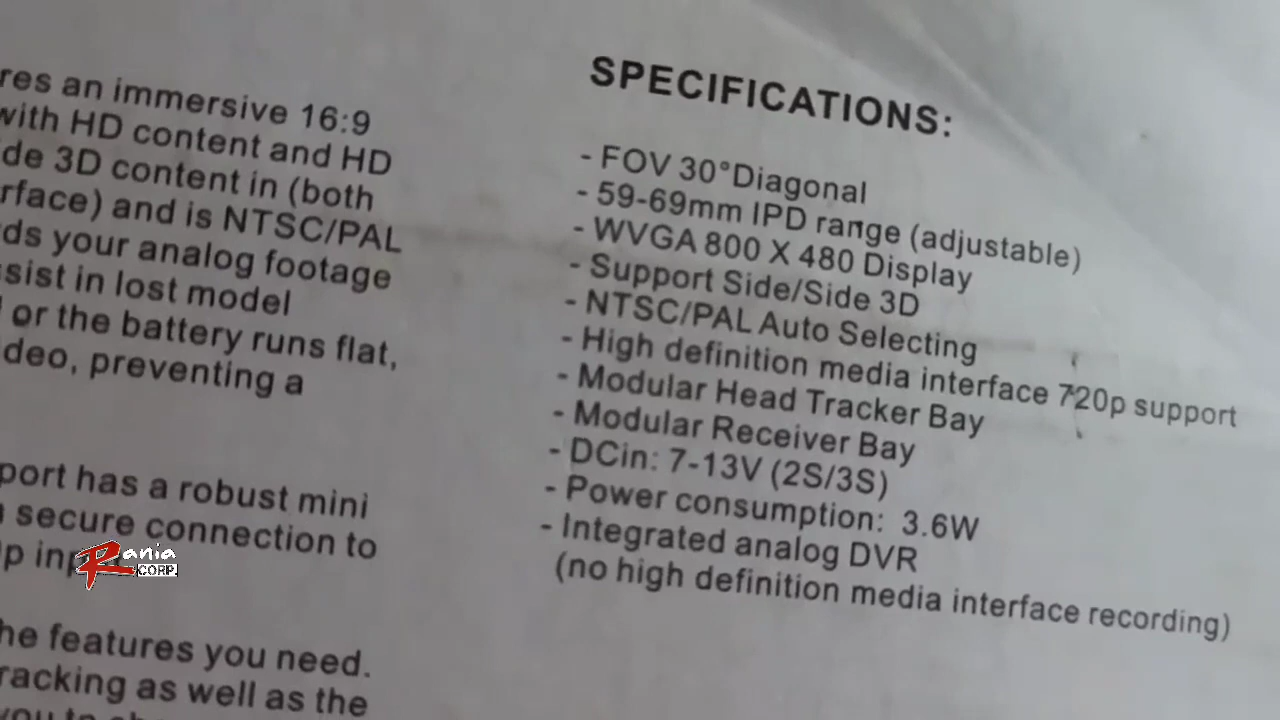 res an immersive 16:9
with HD content and HD
de 3D content in (both
rface) and is NTSC/PAL
ds your analog footage
sist in lost model
or the battery runs flat,
deo, preventing a
port has a robust mini
secure connection to
p inp
he features you need.
racking as well as the
SPECIFICATIONS:
- FOV 30°Diagonal
- 59-69mm IPD range (adjustable)
- WVGA 800 X 480 Display
- Support Side/Side 3D
- NTSC/PAL Auto Selecting
- High definition media interface 720p support
- Modular Head Tracker Bay
- Modular Receiver Bay
- DCin: 7-13V (2S/3S)
- Power consumption: 3.6W
- Integrated analog DVR
(no high definition media interface recording)
Rania
CORP.